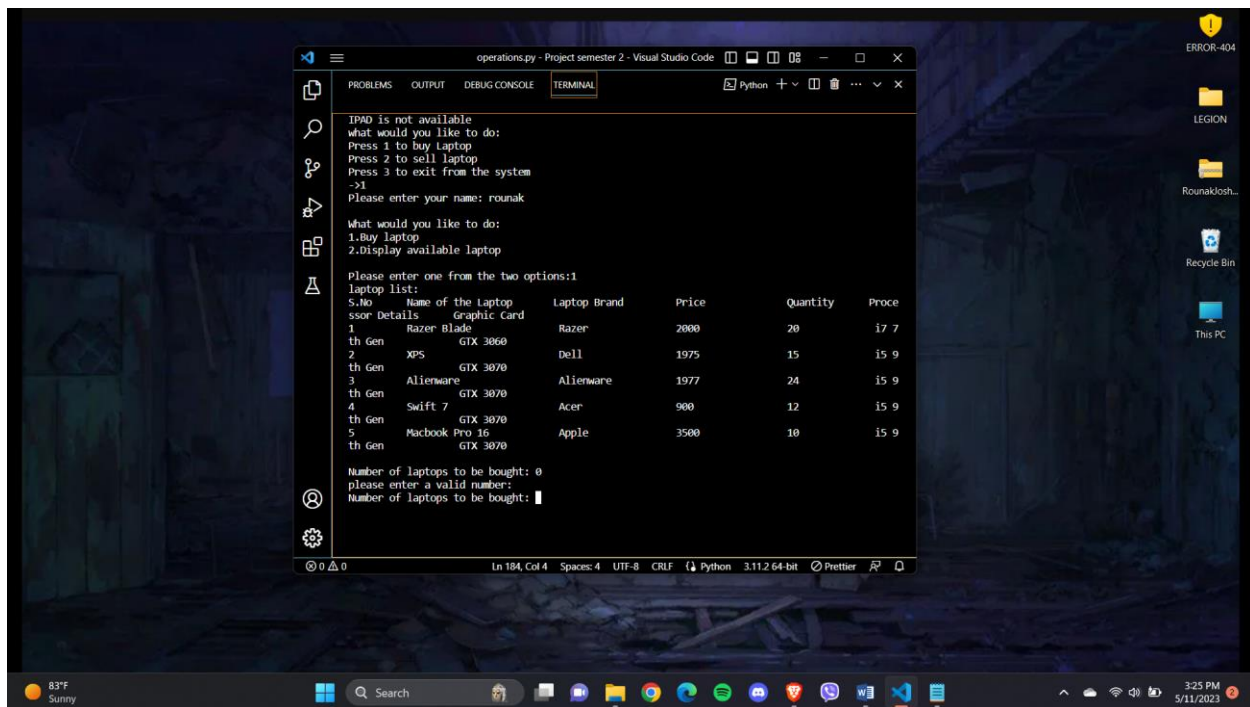 ERROR-404
operations.py - Project semester 2 - Visual Studio Code
PROBLEMS OUTPUT DEBUG CONSOLE TERMINAL Python
IPAD is not available
what would you like to do:
Press 1 to buy Laptop
Press 2 to sell laptop
Press 3 to exit from the system
->1
Please enter your name: rounak
What would you like to do:
1.Buy laptop
2.Display available laptop
Please enter one from the two options:1
laptop list:
S.No Name of the Laptop Laptop Brand Price Quantity Proce
ssor Details Graphic Card
1 Razer Blade Razer 2000 20 i7 7
th Gen GTX 3060
2 XPS Dell 1975 15 i5 9
th Gen GTX 3070
3 Alienware Alienware 1977 24 i5 9
th Gen GTX 3070
4 Swift 7 Acer 900 12 i5 9
th Gen GTX 3070
5 Macbook Pro 16 Apple 3500 10 i5 9
th Gen GTX 3070
Number of laptops to be bought: 0
please enter a valid number:
Number of laptops to be bought:
0 0 Ln 184, Col 4 Spaces: 4 UTF-8 CRLF Python 3.11.2 64-bit Prettier
LEGION
RounakJosh...
Recycle Bin
This PC
83°F
Sunny
Search
3:25 PM
5/11/2023
2